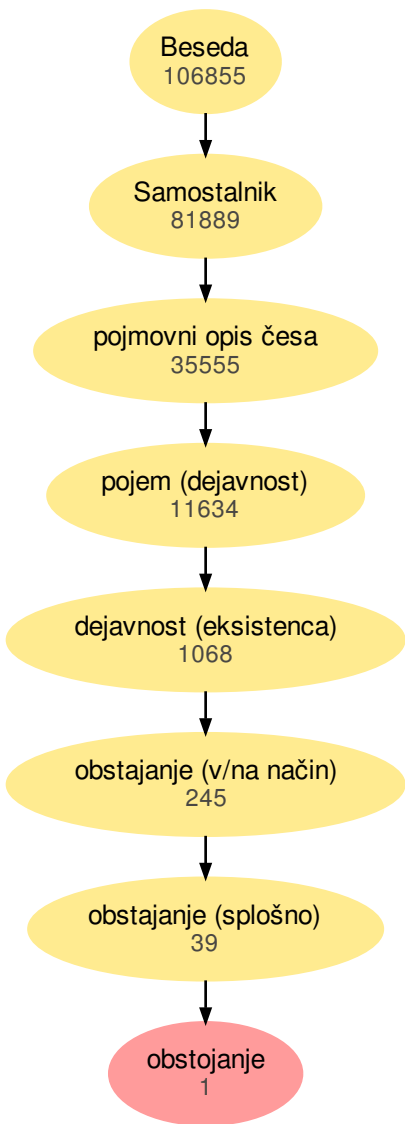 Beseda
106855
Samostalnik
81889
pojmovni opis česa
35555
pojem (dejavnost)
11634
dejavnost (eksistenca)
1068
obstajanje (v/na način)
245
obstajanje (splošno)
39
obstojanje
1